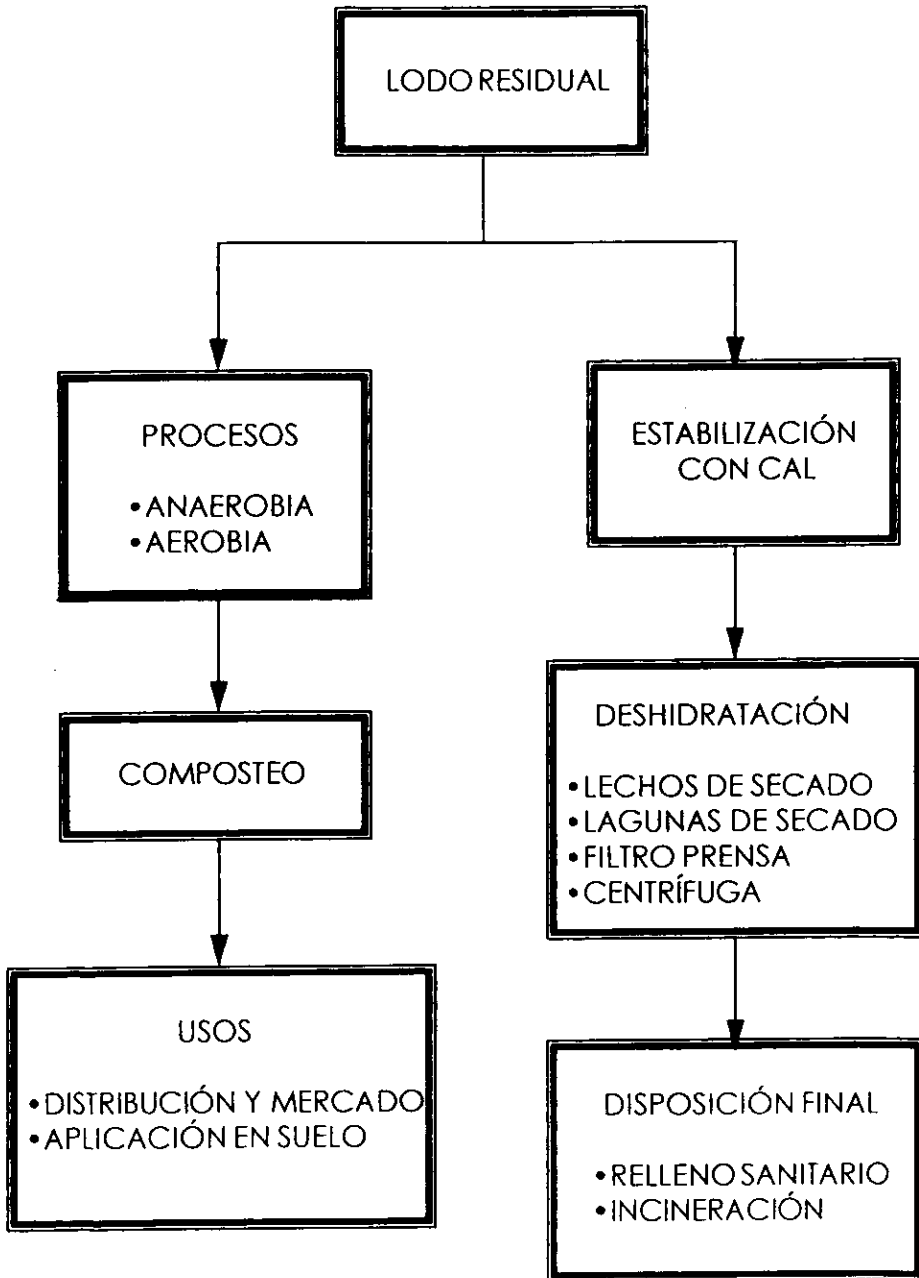 LODO RESIDUAL
PROCESOS
•ANAEROBIA
•AEROBIA
COMPOSTEO
USOS
•DISTRIBUCIÓN Y MERCADO
•APLICACIÓN EN SUELO
ESTABILIZACIÓN
CON CAL
DESHIDRATACIÓN
•LECHOS DE SECADO
•LAGUNAS DE SECADO
•FILTRO PRENSA
•CENTRÍFUGA
DISPOSICIÓN FINAL
•RELLENO SANITARIO
•INCINERACIÓN